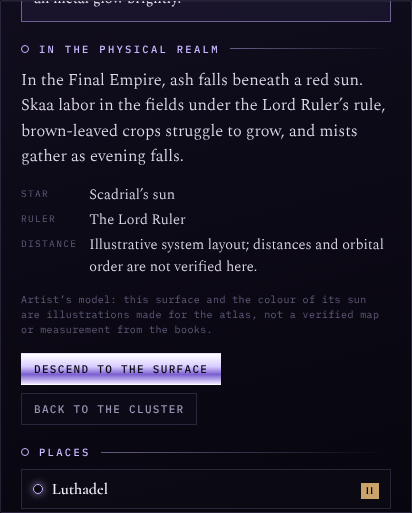 an metal glow brightly.
IN THE PHYSICAL REALM
In the Final Empire, ash falls beneath a red sun.
Skaa labor in the fields under the Lord Ruler’s rule,
brown-leaved crops struggle to grow, and mists
gather as evening falls.
STAR Scadrial’s sun
RULER The Lord Ruler
DISTANCE Illustrative system layout; distances and orbital
order are not verified here.
Artist’s model: this surface and the colour of its sun
are illustrations made for the atlas, not a verified map
or measurement from the books.
DESCEND TO THE SURFACE
BACK TO THE CLUSTER
PLACES
Luthadel II